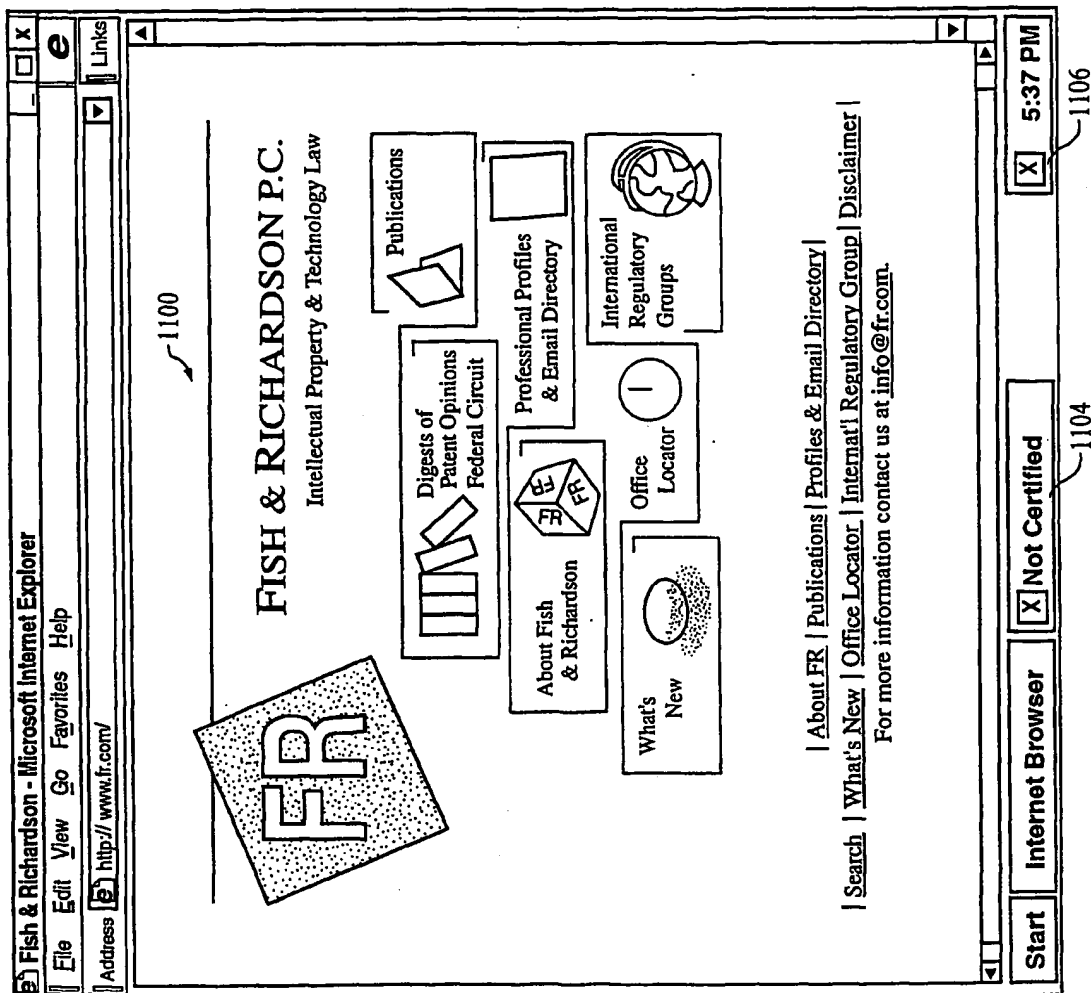 Fish & Richardson - Microsoft Internet Explorer
_ □ X
File Edit View Go Favorites Help
e
Address e http:// www.fr.com/
Links
1100
FR
FISH & RICHARDSON P.C.
Intellectual Property & Technology Law
Digests of
Patent Opinions
Federal Circuit
Publications
About Fish
& Richardson
FR FR FR
Professional Profiles
& Email Directory
What's
New
Office
Locator
International
Regulatory
Groups
| About FR | Publications | Profiles & Email Directory |
| Search | What's New | Office Locator | Internat'l Regulatory Group | Disclaimer |
For more information contact us at info@fr.com.
Start
Internet Browser
X Not Certified
X 5:37 PM
1104
1106